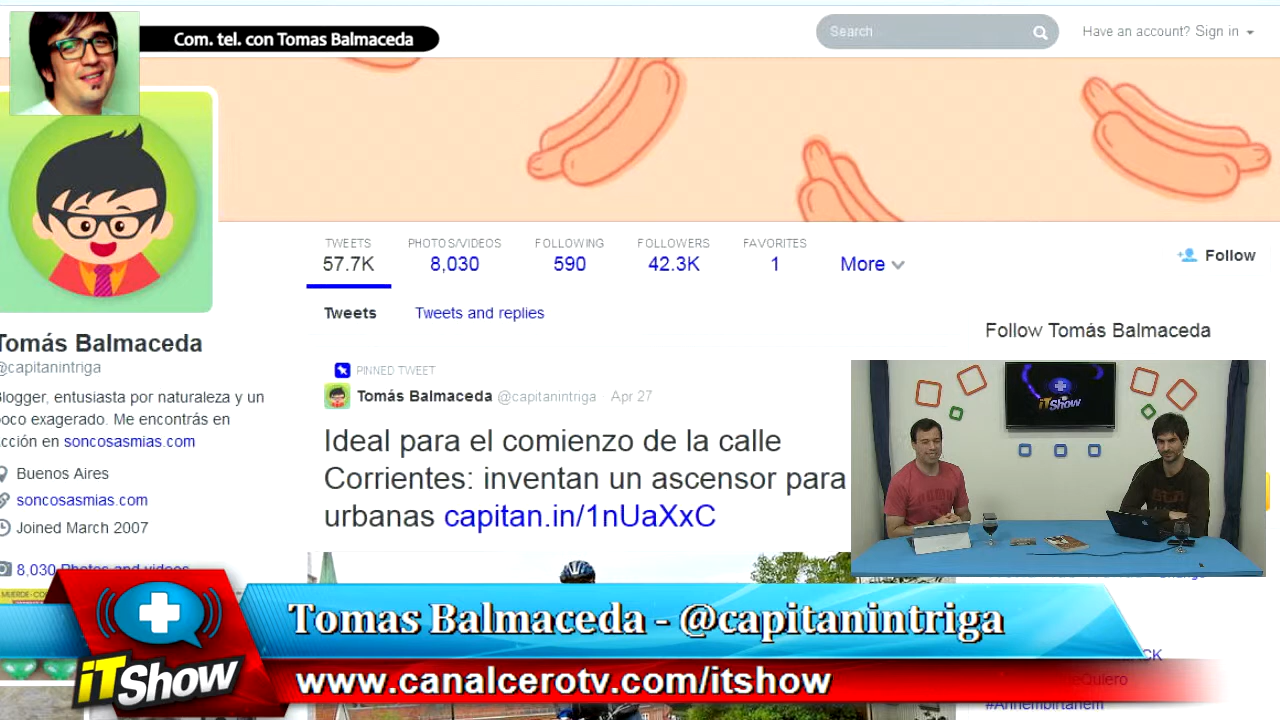 Com. tel. con Tomas Balmaceda
Search
Have an account? Sign in
TWEETS
57.7K
PHOTOS/VIDEOS
8,030
FOLLOWING
590
FOLLOWERS
42.3K
FAVORITES
1
More
Follow
Tweets
Tweets and replies
Tomás Balmaceda
@capitanintriga
Blogger, entusiasta por naturaleza y un
poco exagerado. Me encontrás en
acción en soncosasmias.com
Buenos Aires
soncosasmias.com
Joined March 2007
8,030 Photos and videos
PINNED TWEET
Tomás Balmaceda @capitanintriga Apr 27
Ideal para el comienzo de la calle
Corrientes: inventan un ascensor para
urbanas capitan.in/1nUaXxC
Follow Tomás Balmaceda
iTShow
iTShow
Tomas Balmaceda - @capitanintriga
www.canalcerotv.com/itshow